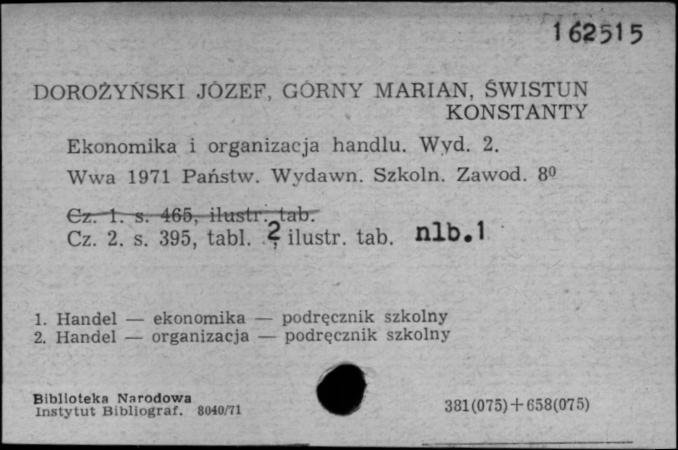 162515
DOROŻYŃSKI JÓZEF, GÓRNY MARIAN, ŚWISTUN
KONSTANTY
Ekonomika i organizacja handlu. Wyd. 2.
Wwa 1971 Państw. Wydawn. Szkoln. Zawod. 8⁰
Cz. 1. s. 465, ilustr. tab.
Cz. 2. s. 395, tabl. 2, ilustr. tab. nlb.1
1. Handel — ekonomika — podręcznik szkolny
2. Handel — organizacja — podręcznik szkolny
Biblioteka Narodowa
Instytut Bibliograf. 8040/71
381(075)+658(075)